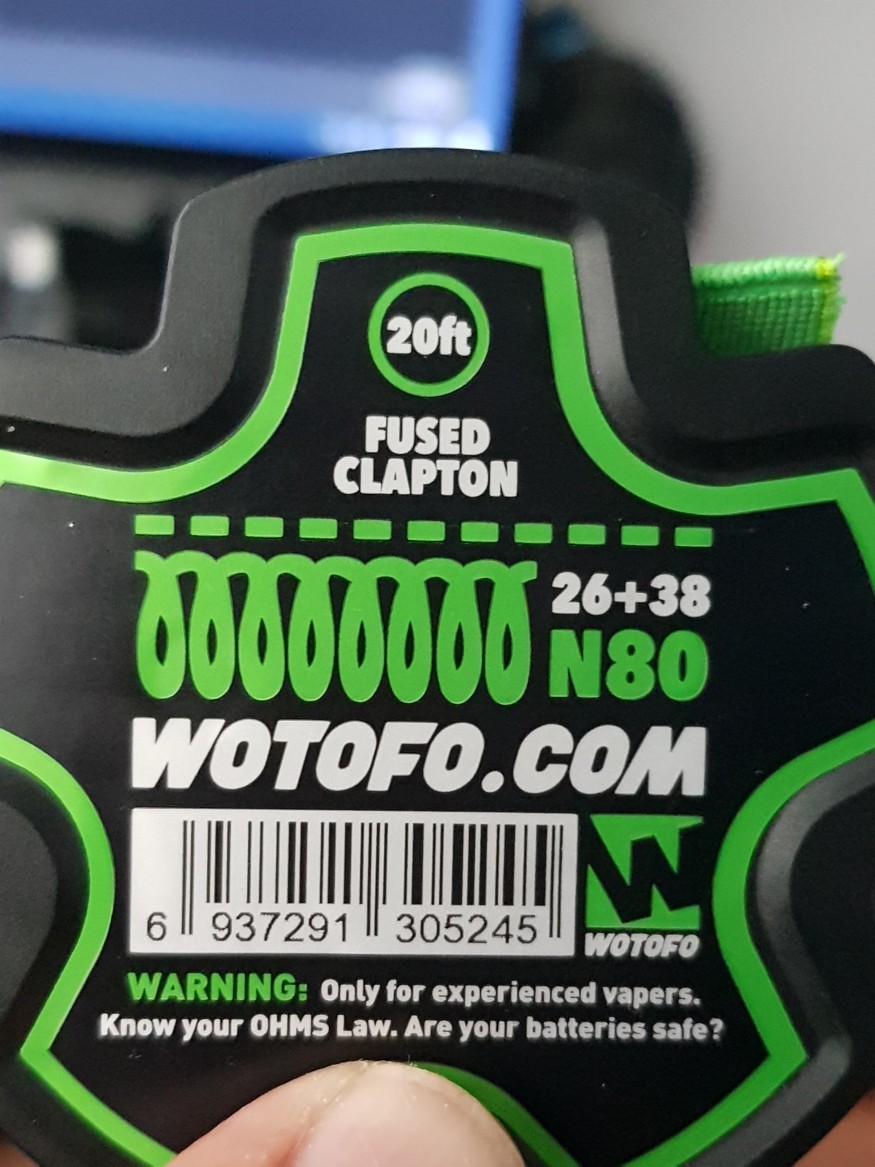 20ft
FUSED
CLAPTON
26+38
N80
WOTOFO.COM
6 937291 305245
WOTOFO
WARNING: Only for experienced vapers.
Know your OHMS Law. Are your batteries safe?